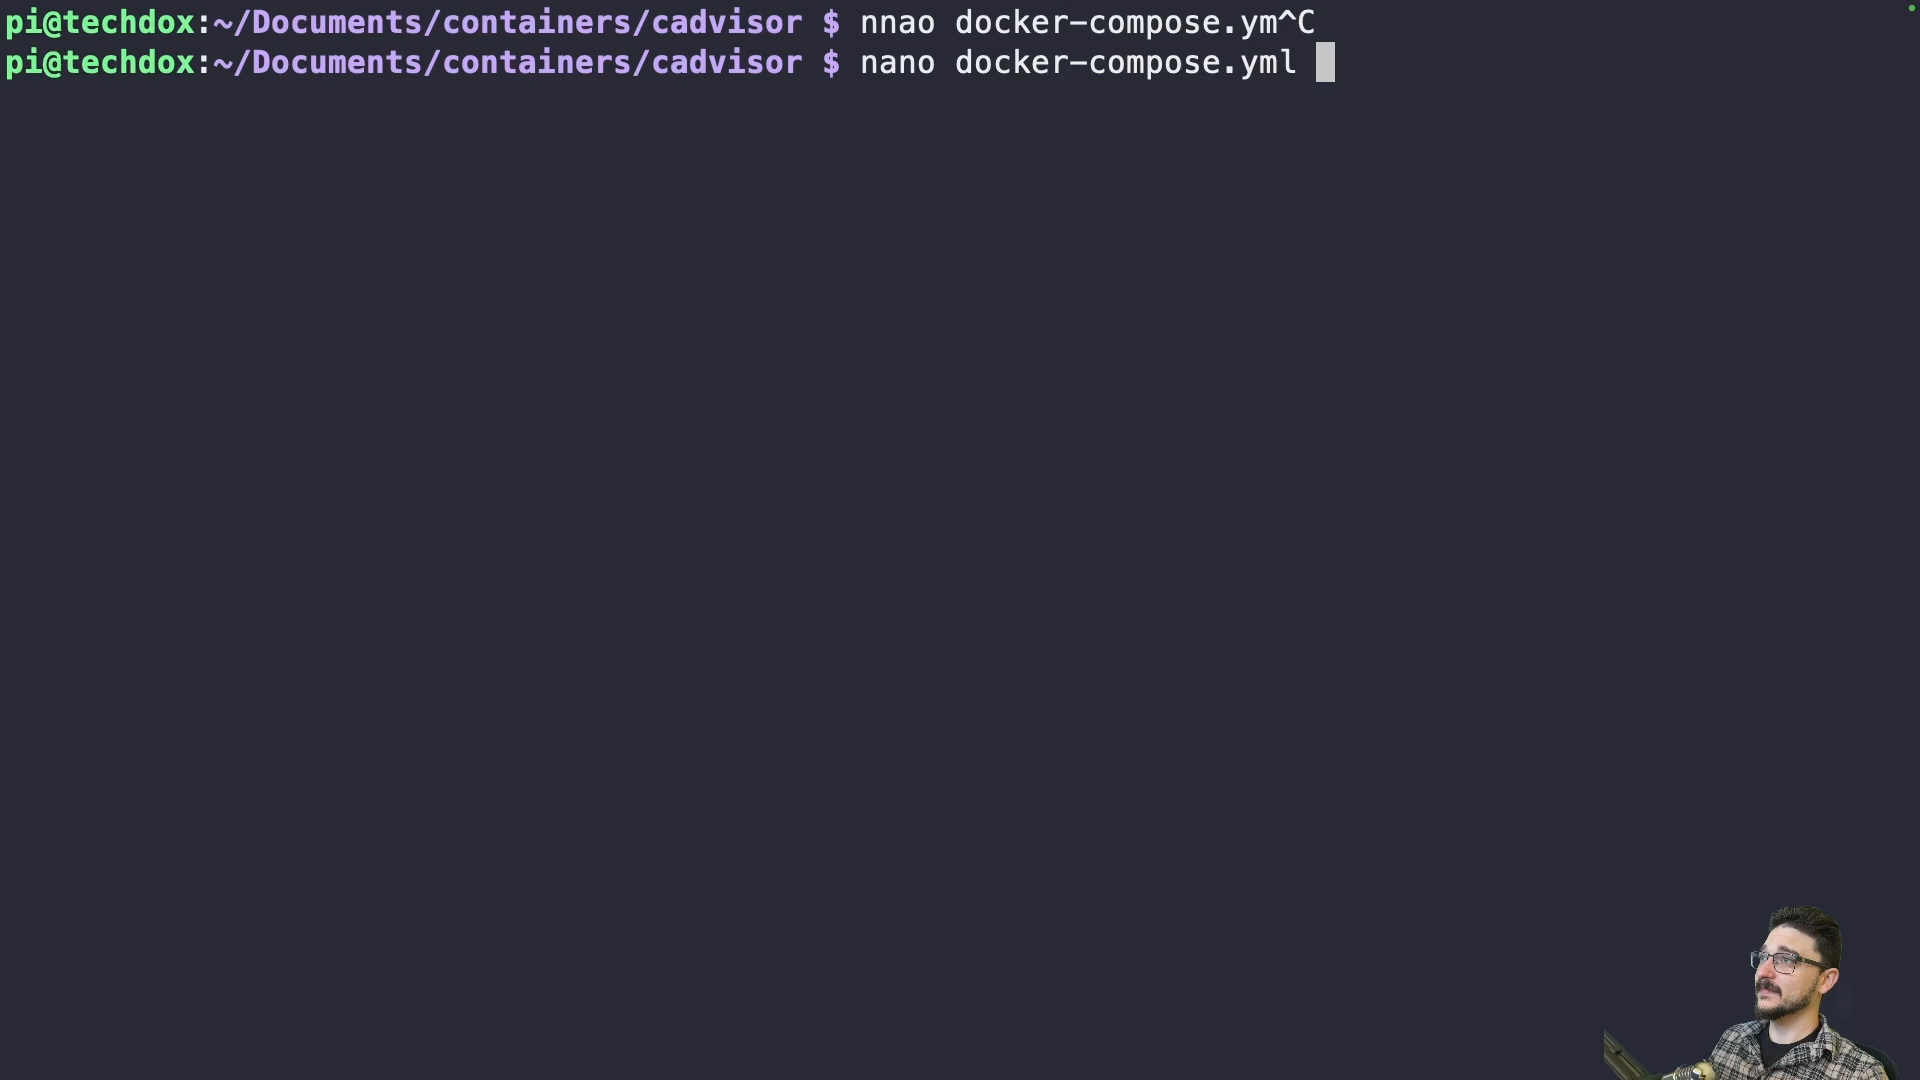 pi@techdox:~/Documents/containers/cadvisor $ nnao docker-compose.ym^C
pi@techdox:~/Documents/containers/cadvisor $ nano docker-compose.yml